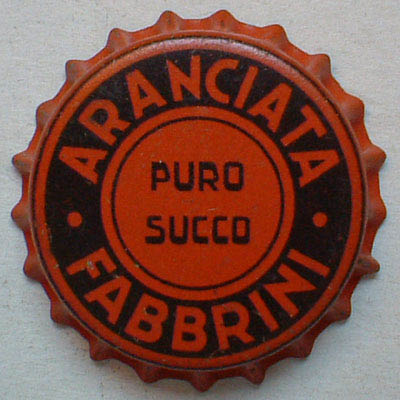 ARANCIATA
PURO
SUCCO
FABBRINI